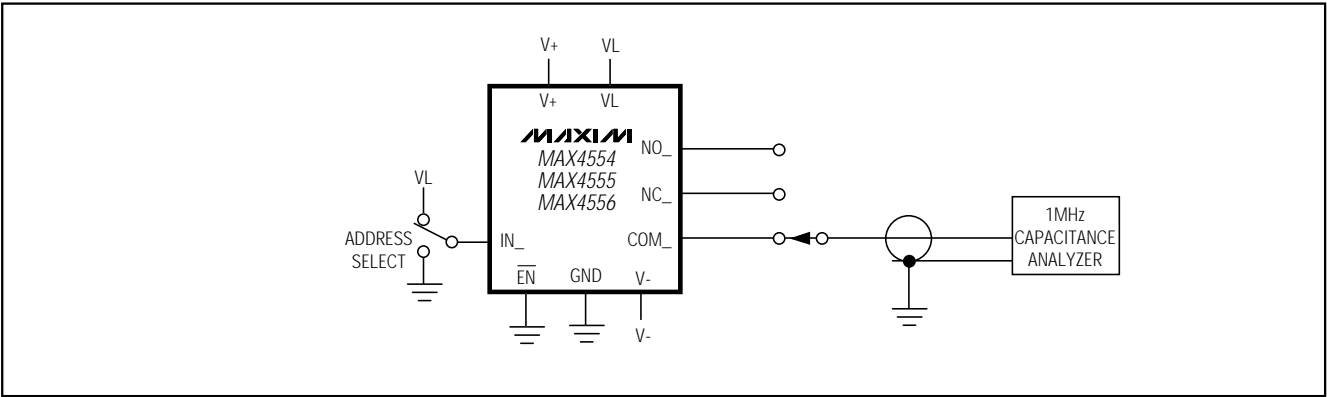 V+ VL
V+ VL
MAXIM
MAX4554
MAX4555
MAX4556
NO_
NC_
COM_
IN_
EN GND V-
V-
VL
ADDRESS
SELECT
1MHz
CAPACITANCE
ANALYZER